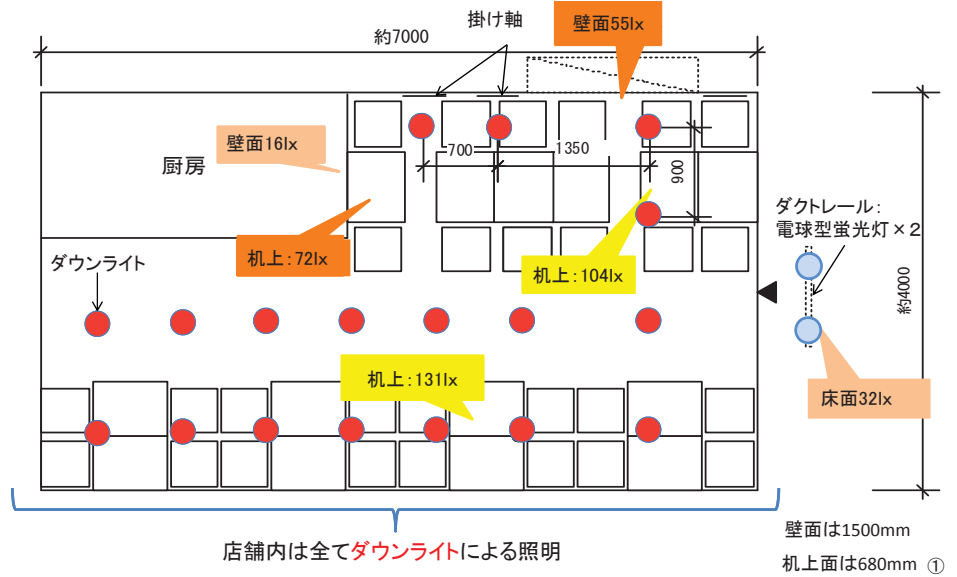 掛け軸
壁面55lx
約7000
壁面16lx
厨房
700
1350
900
ダクトレール：
電球型蛍光灯×２
机上：72lx
机上：104lx
ダウンライト
約4000
机上：131lx
床面32lx
店舗内は全てダウンライトによる照明
壁面は1500mm
机上面は680mm ①